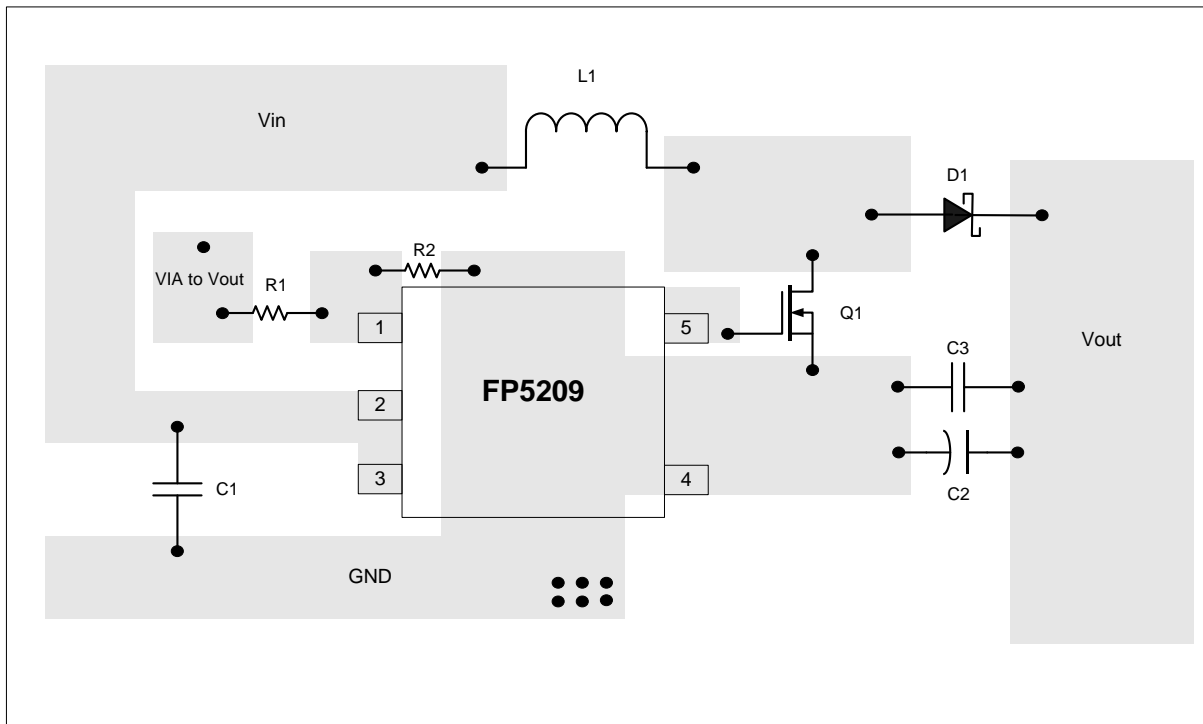 L1
Vin
D1
R2
VIA to Vout
R1
1
5
Q1
Vout
C3
FP5209
2
3
4
C1
C2
GND